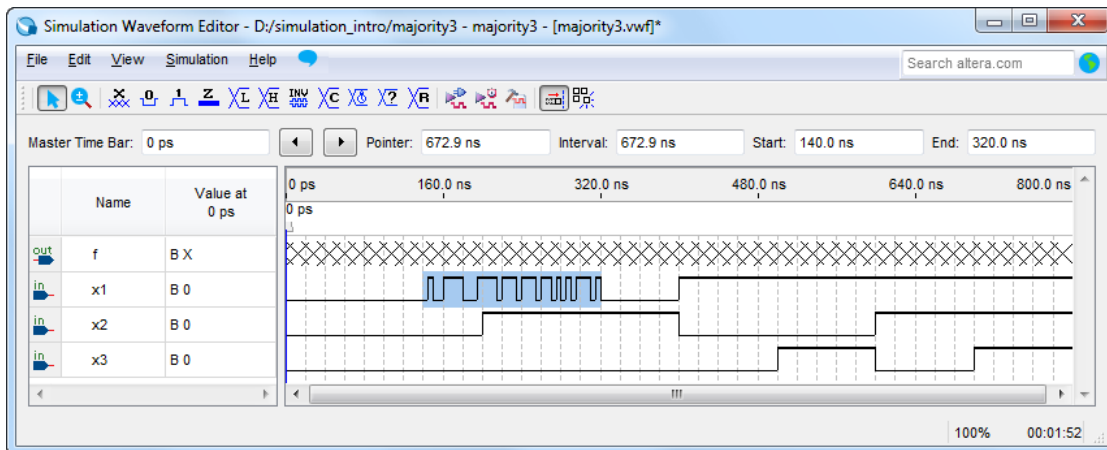 Simulation Waveform Editor - D:/simulation_intro/majority3 - majority3 - [majority3.vwf]*
File Edit View Simulation Help Search altera.com
X 0 1 Z L H INV C ? R
Master Time Bar: 0 ps Pointer: 672.9 ns Interval: 672.9 ns Start: 140.0 ns End: 320.0 ns
Name Value at 0 ps
0 ps 160.0 ns 320.0 ns 480.0 ns 640.0 ns 800.0 ns
0 ps
out f B X
in x1 B 0
in x2 B 0
in x3 B 0
100% 00:01:52